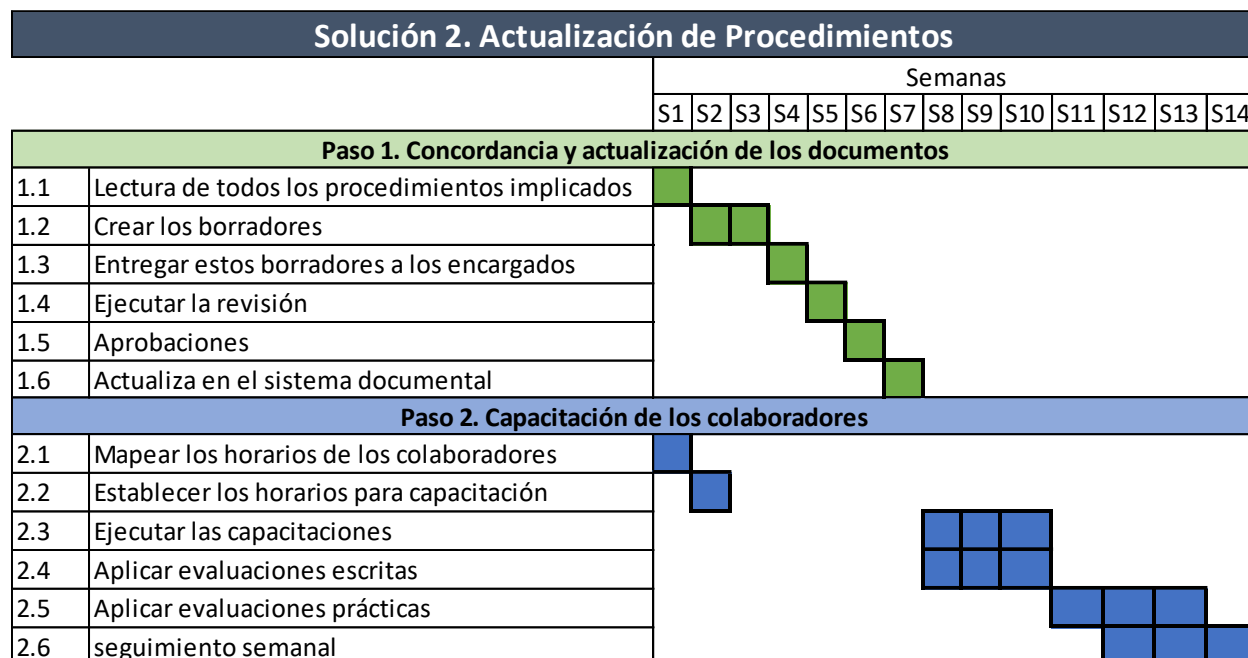 Solución 2. Actualización de Procedimientos
Semanas
S1 S2 S3 S4 S5 S6 S7 S8 S9 S10 S11 S12 S13 S14
Paso 1. Concordancia y actualización de los documentos
1.1 Lectura de todos los procedimientos implicados
1.2 Crear los borradores
1.3 Entregar estos borradores a los encargados
1.4 Ejecutar la revisión
1.5 Aprobaciones
1.6 Actualiza en el sistema documental
Paso 2. Capacitación de los colaboradores
2.1 Mapear los horarios de los colaboradores
2.2 Establecer los horarios para capacitación
2.3 Ejecutar las capacitaciones
2.4 Aplicar evaluaciones escritas
2.5 Aplicar evaluaciones prácticas
2.6 seguimiento semanal